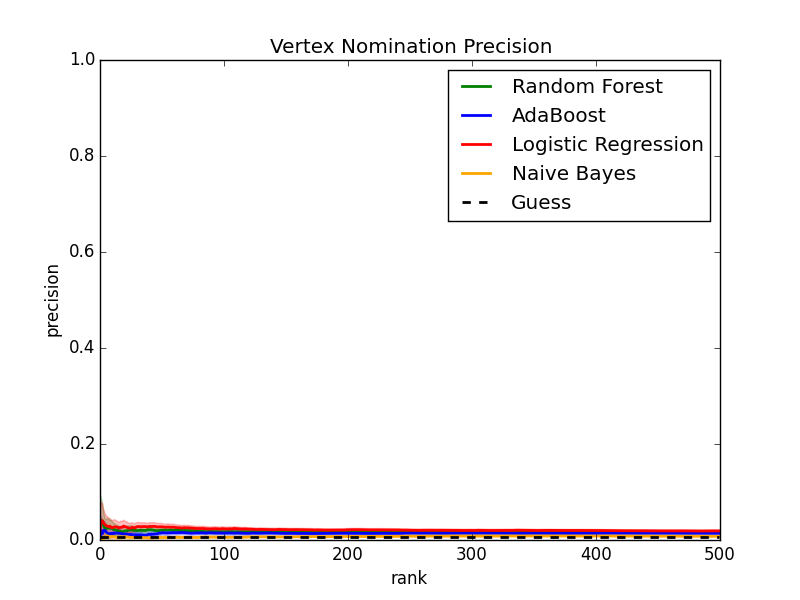 Vertex Nomination Precision
1.0
0.8
0.6
0.4
0.2
0.0
precision
Random Forest
AdaBoost
Logistic Regression
Naive Bayes
Guess
0 100 200 300 400 500
rank